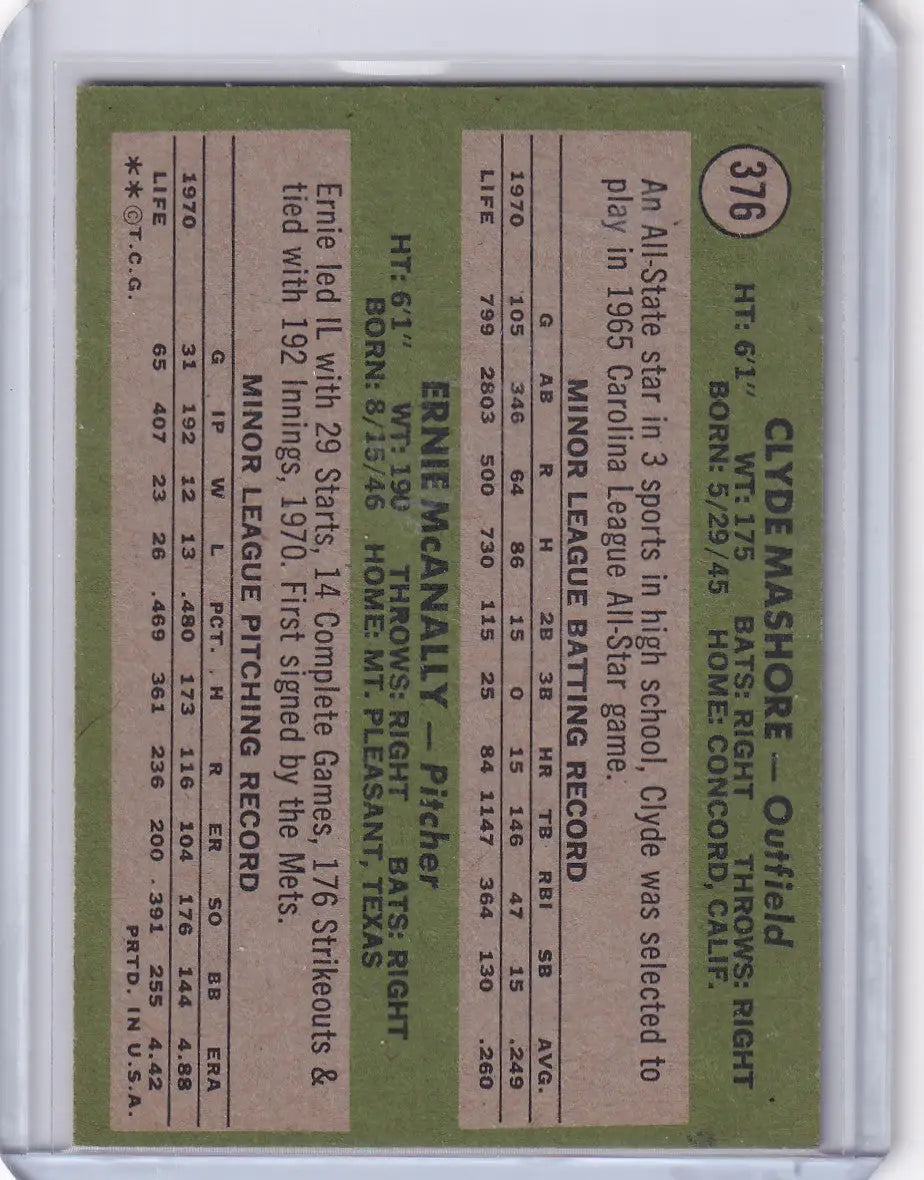 376
CLYDE MASHORE — Outfield
HT: 6'1" WT: 175 BATS: RIGHT THROWS: RIGHT
BORN: 5/29/45 HOME: CONCORD, CALIF.
An All-State star in 3 sports in high school, Clyde was selected to
play in 1965 Carolina League All-Star game.
MINOR LEAGUE BATTING RECORD
G AB R H 2B 3B HR TB RBI SB AVG.
1970 105 346 64 86 15 0 15 146 47 15 .249
LIFE 799 2803 500 730 115 25 84 1147 364 130 .260
ERNIE McANALLY — Pitcher
HT: 6'1" WT: 190 THROWS: RIGHT BATS: RIGHT
BORN: 8/15/46 HOME: MT. PLEASANT, TEXAS
Ernie led IL with 29 Starts, 14 Complete Games, 176 Strikeouts &
tied with 192 Innings, 1970. First signed by the Mets.
MINOR LEAGUE PITCHING RECORD
G IP W L PCT. H R ER SO BB ERA
1970 31 192 12 13 .480 173 116 104 176 144 4.88
LIFE 65 407 23 26 .469 361 236 200 .391 255 4.42
**©T.C.G. PRTD. IN U.S.A.